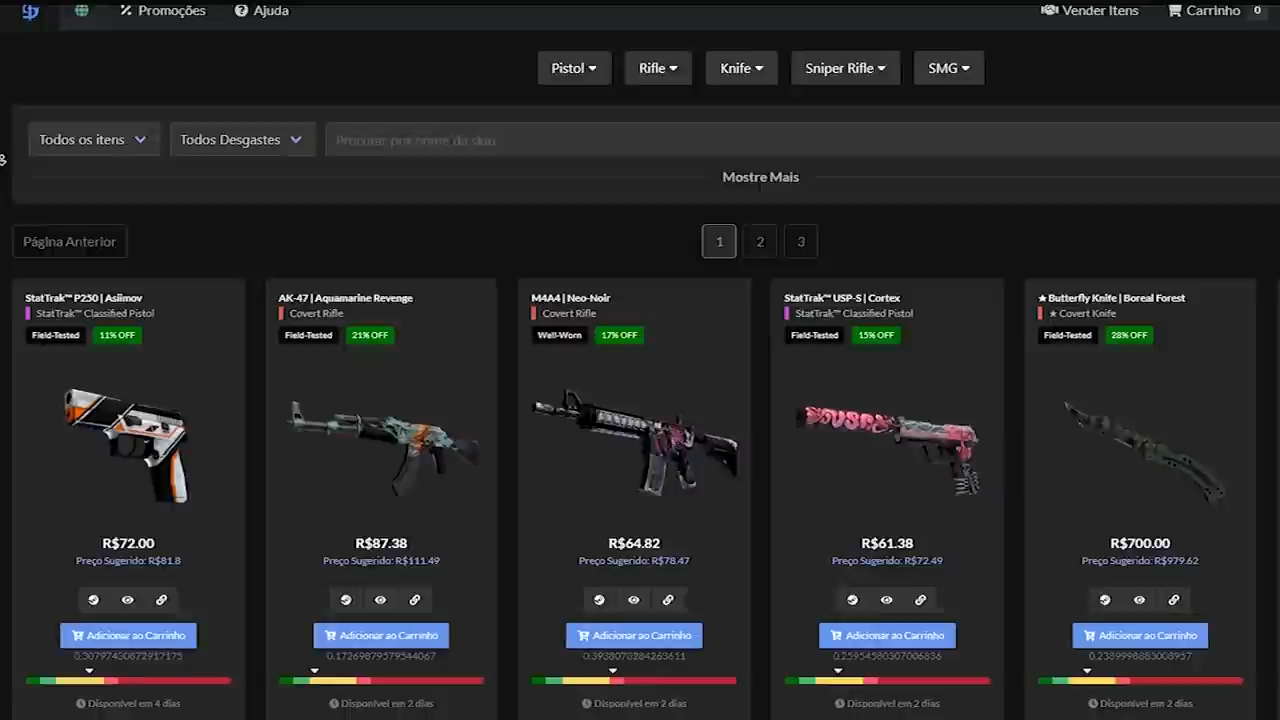 Promoções
Ajuda
Vender Itens
Carrinho 0
Pistol
Rifle
Knife
Sniper Rifle
SMG
Todos os itens
Todos Desgastes
Procurar por nome da skin
Mostre Mais
Página Anterior
1
2
3
StatTrak™ P250 | Asiimov
StatTrak™ Classified Pistol
Field-Tested 11% OFF
R$72.00
Preço Sugerido: R$81.8
Adicionar ao Carrinho
Disponível em 4 dias
AK-47 | Aquamarine Revenge
Covert Rifle
Field-Tested 21% OFF
R$87.38
Preço Sugerido: R$111.49
Adicionar ao Carrinho
0.17269879579544067
Disponível em 2 dias
M4A4 | Neo-Noir
Covert Rifle
Well-Worn 17% OFF
R$64.82
Preço Sugerido: R$78.47
Adicionar ao Carrinho
Disponível em 2 dias
StatTrak™ USP-S | Cortex
StatTrak™ Classified Pistol
Field-Tested 15% OFF
R$61.38
Preço Sugerido: R$72.49
Adicionar ao Carrinho
Disponível em 2 dias
★ Butterfly Knife | Boreal Forest
★ Covert Knife
Field-Tested 28% OFF
R$700.00
Preço Sugerido: R$979.62
Adicionar ao Carrinho
Disponível em 2 dias